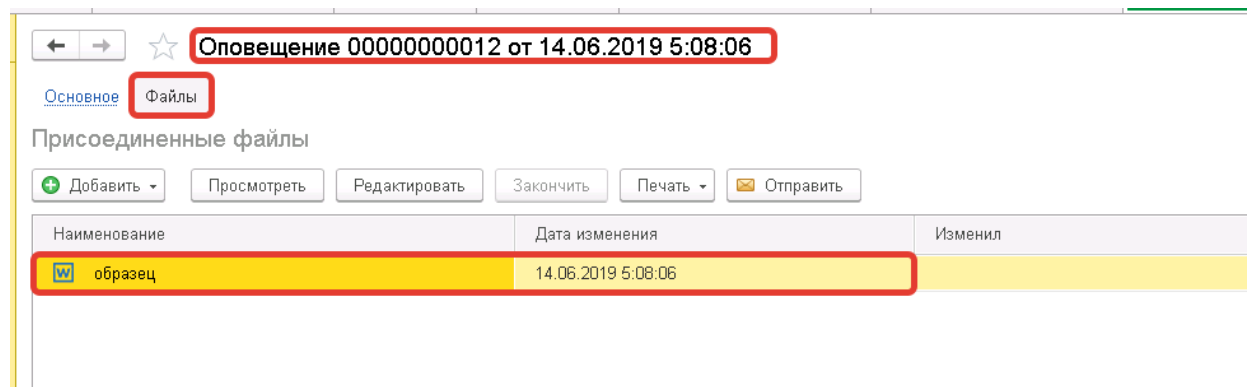 Оповещение 00000000012 от 14.06.2019 5:08:06
Основное Файлы
Присоединенные файлы
Добавить Просмотреть Редактировать Закончить Печать Отправить
Наименование Дата изменения Изменил
образец 14.06.2019 5:08:06